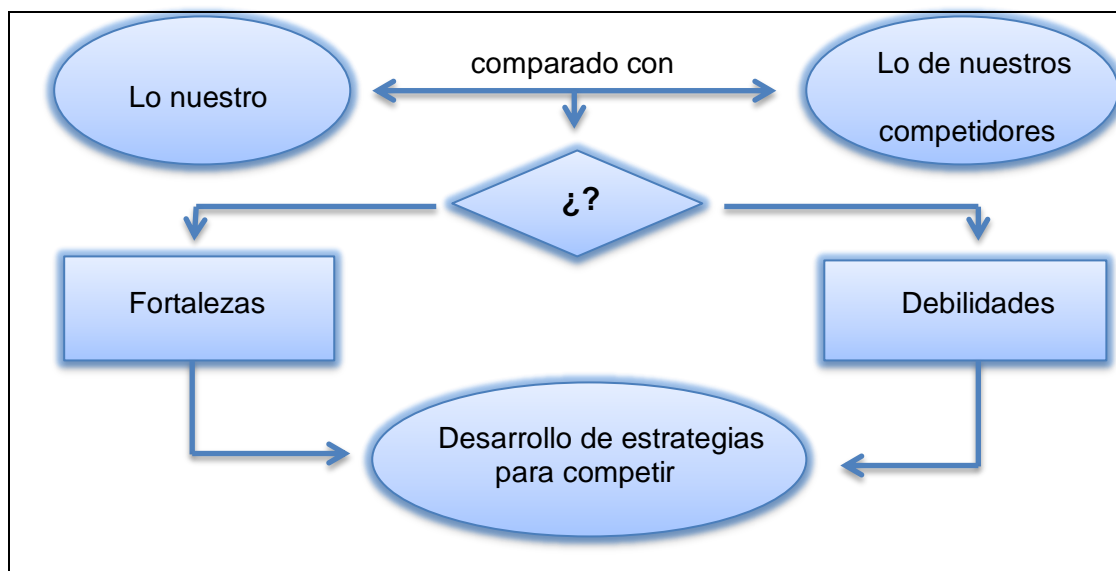 Lo nuestro
comparado con
Lo de nuestros
competidores
¿?
Fortalezas
Debilidades
Desarrollo de estrategias
para competir